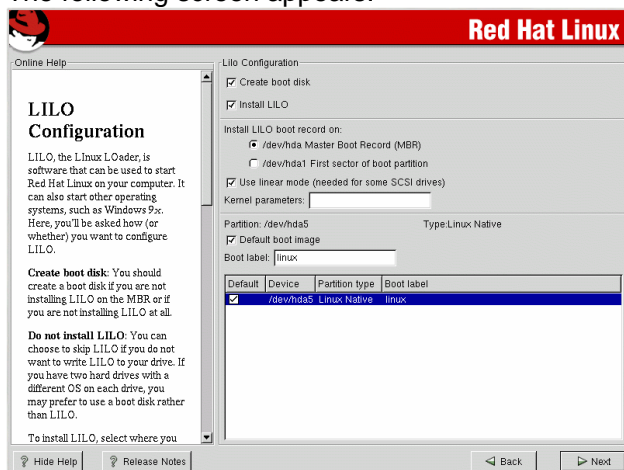 The following screen appears:
Red Hat Linux
Online Help
LILO
Configuration
LILO, the LInux LOader, is
software that can be used to start
Red Hat Linux on your computer. It
can also start other operating
systems, such as Windows 9x.
Here, you'll be asked how (or
whether) you want to configure
LILO.
Create boot disk: You should
create a boot disk if you are not
installing LILO on the MBR or if
you are not installing LILO at all.
Do not install LILO: You can
choose to skip LILO if you do not
want to write LILO to your drive. If
you have two hard drives with a
different OS on each drive, you
may prefer to use a boot disk rather
than LILO.
To install LILO, select where you
Lilo Configuration
Create boot disk
Install LILO
Install LILO boot record on:
/dev/hda Master Boot Record (MBR)
/dev/hda1 First sector of boot partition
Use linear mode (needed for some SCSI drives)
Kernel parameters:
Partition: /dev/hda5 Type:Linux Native
Default boot image
Boot label: linux
Default Device Partition type Boot label
/dev/hda5 Linux Native linux
Hide Help Release Notes Back Next